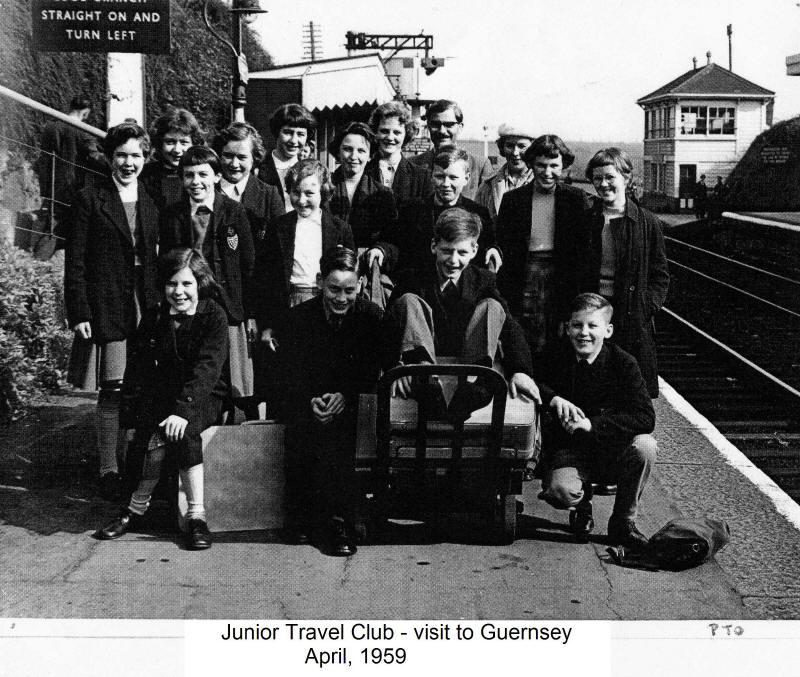 STRAIGHT ON AND
TURN LEFT
Junior Travel Club - visit to Guernsey
April, 1959
PTO